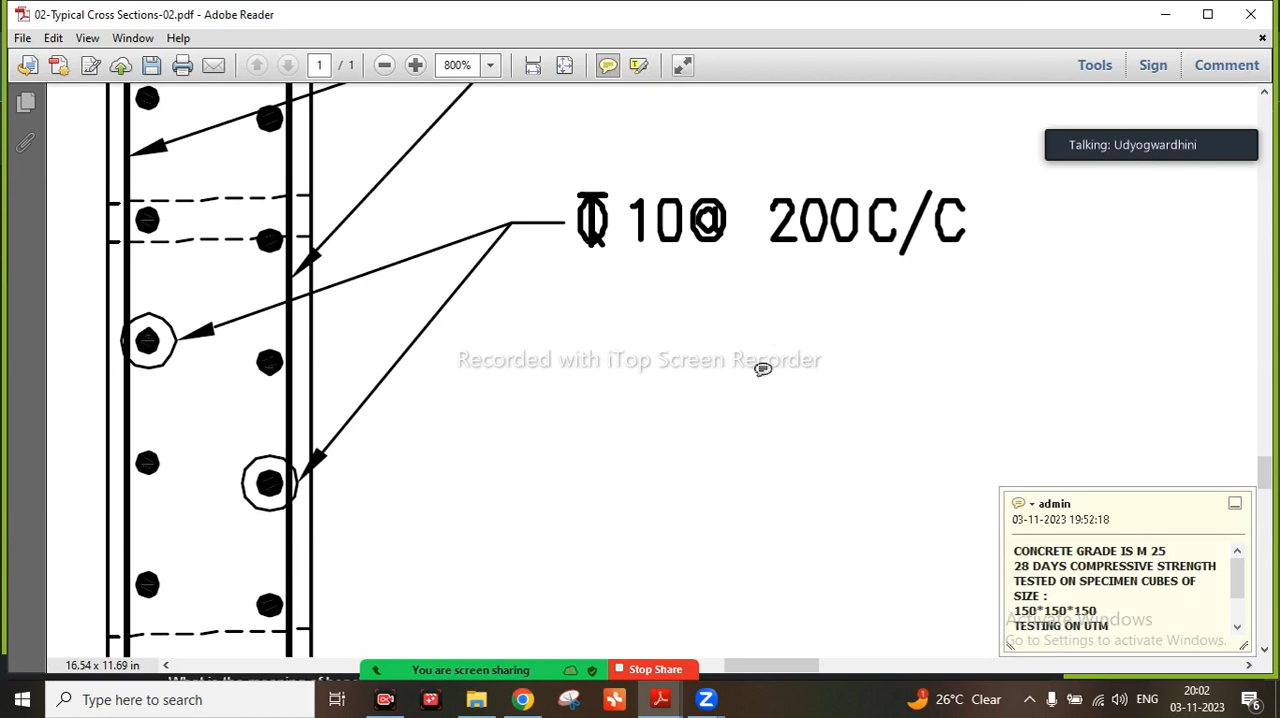 02-Typical Cross Sections-02.pdf - Adobe Reader
File Edit View Window Help
1 / 1 800% Tools Sign Comment
Talking: Udyogwardhini
10@ 200C/C
Recorded with iTop Screen Recorder
admin
03-11-2023 19:52:18
CONCRETE GRADE IS M 25
28 DAYS COMPRESSIVE STRENGTH
TESTED ON SPECIMEN CUBES OF
SIZE :
150*150*150
TESTING ON UTM
Activate Windows
Go to Settings to activate Windows.
16.54 x 11.69 in
You are screen sharing Stop Share
Type here to search
26°C Clear
ENG
20:02
03-11-2023
6